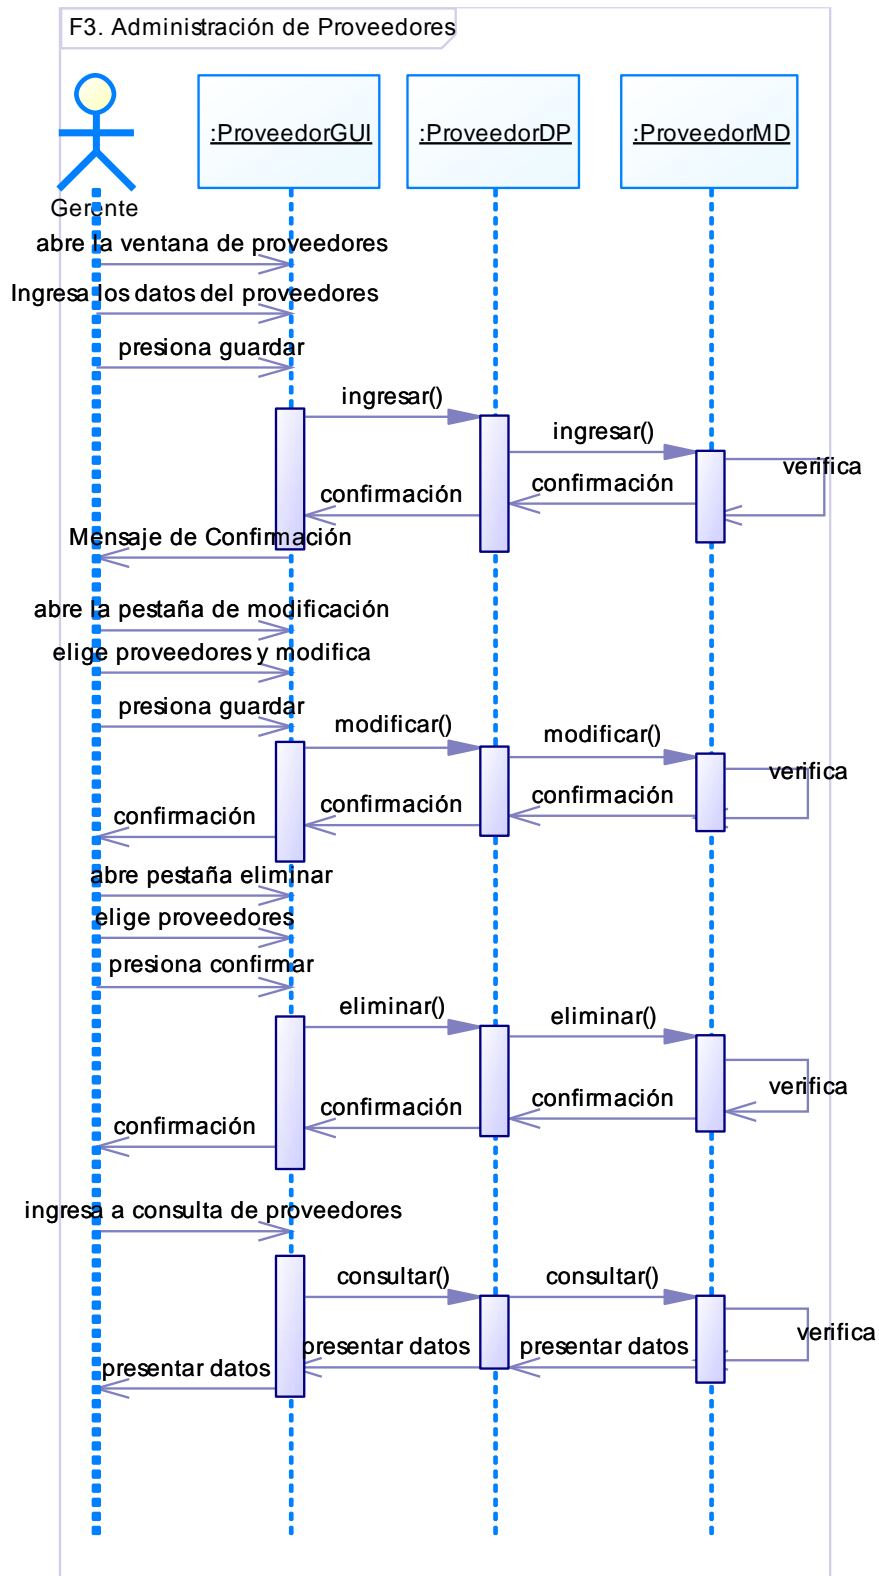 F3. Administración de Proveedores
:ProveedorGUI
:ProveedorDP
:ProveedorMD
Gerente
abre la ventana de proveedores
Ingresa los datos del proveedores
presiona guardar
ingresar()
ingresar()
verifica
confirmación
confirmación
Mensaje de Confirmación
abre la pestaña de modificación
elige proveedores y modifica
presiona guardar
modificar()
modificar()
verifica
confirmación
confirmación
confirmación
abre pestaña eliminar
elige proveedores
presiona confirmar
eliminar()
eliminar()
verifica
confirmación
confirmación
confirmación
ingresa a consulta de proveedores
consultar()
consultar()
verifica
presentar datos
presentar datos
presentar datos